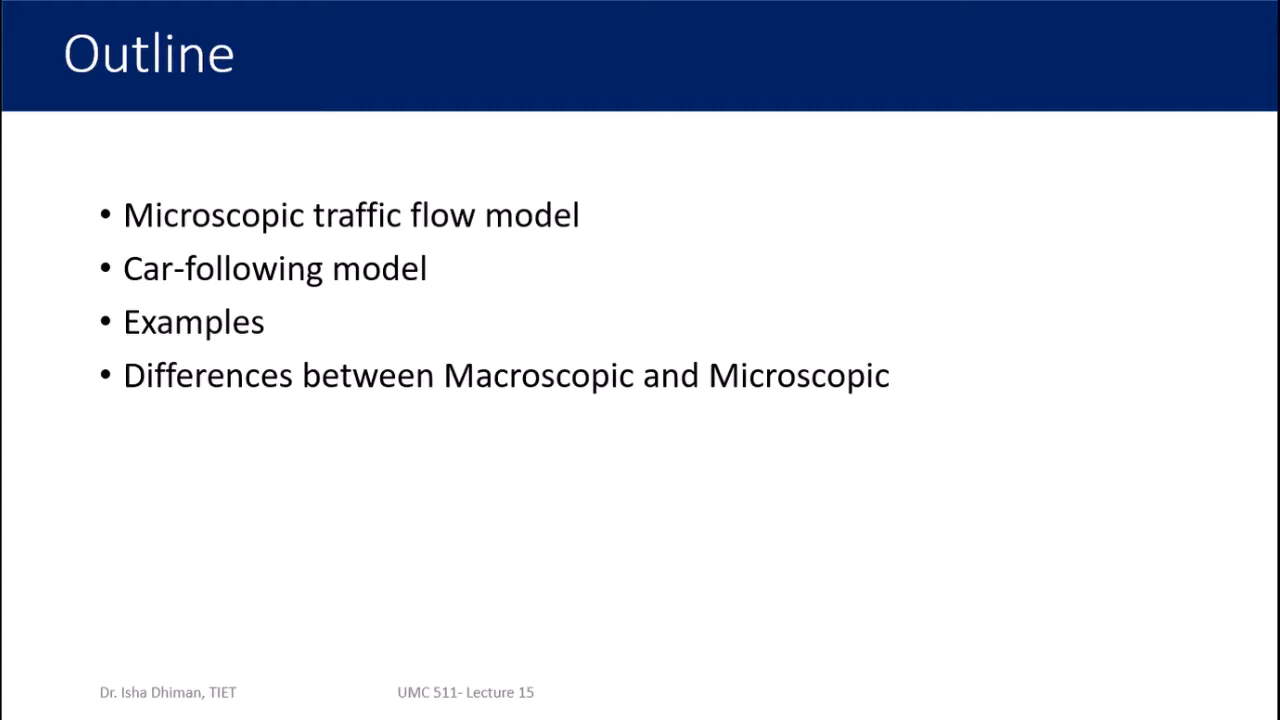 Outline
• Microscopic traffic flow model
• Car-following model
• Examples
• Differences between Macroscopic and Microscopic
Dr. Isha Dhiman, TIET
UMC 511- Lecture 15